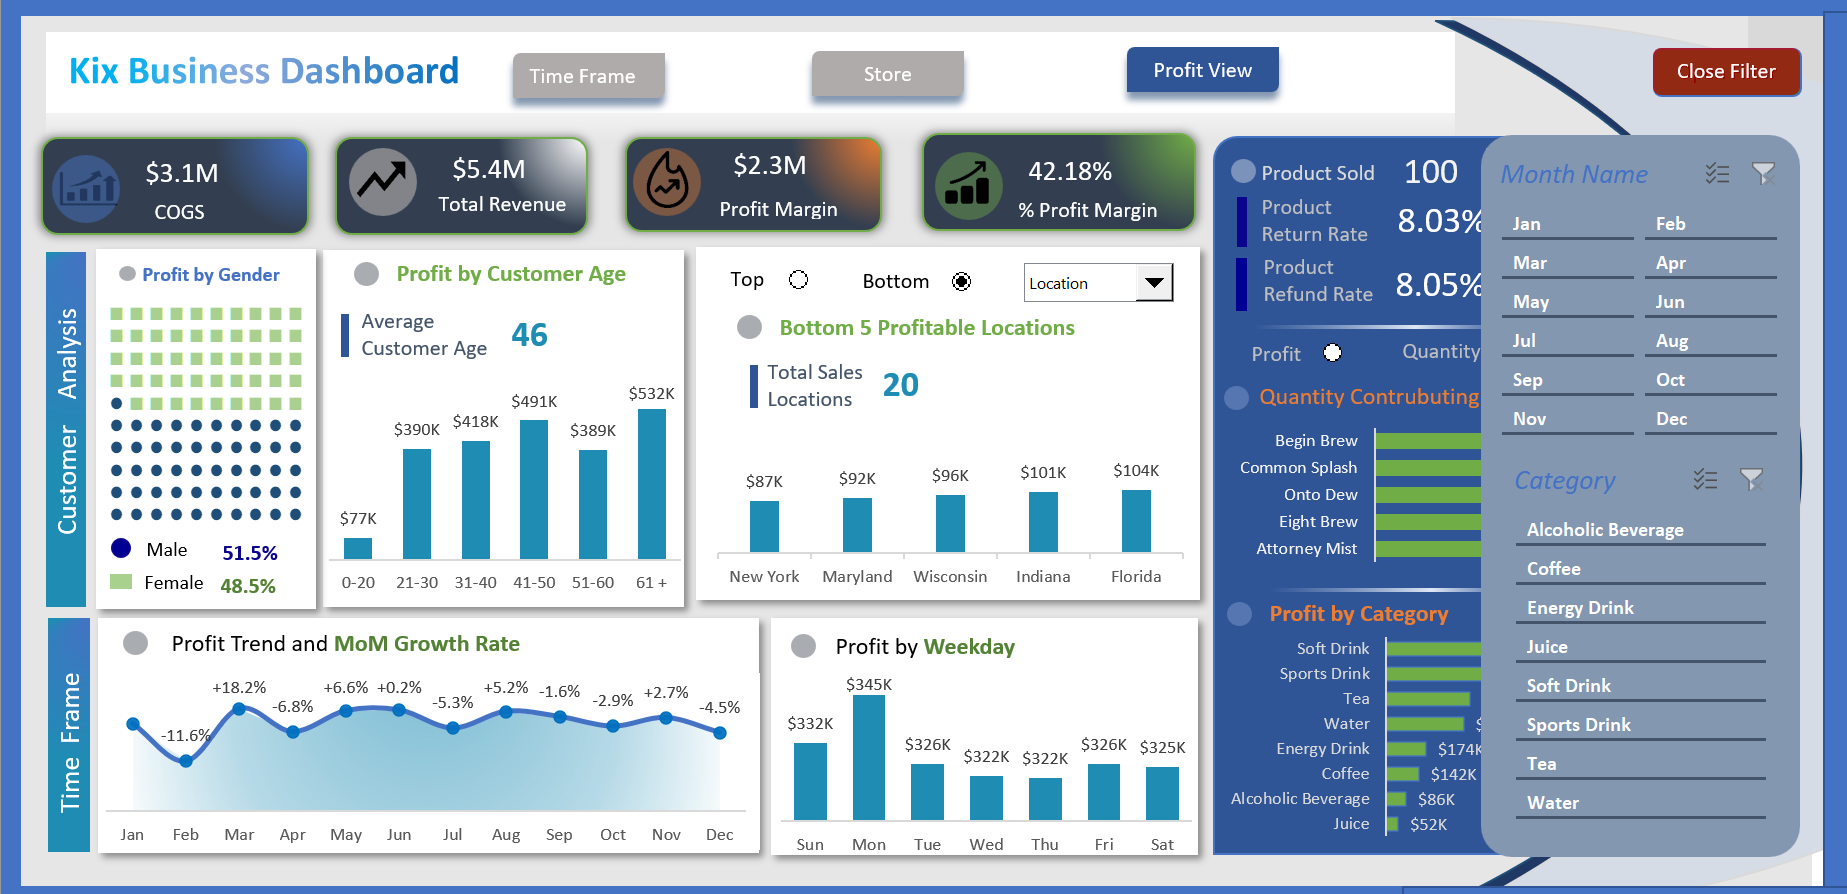 Kix Business Dashboard
Time Frame
Store
Profit View
Close Filter
$3.1M
COGS
$5.4M
Total Revenue
$2.3M
Profit Margin
42.18%
% Profit Margin
Product Sold 100
Product
Return Rate
8.03%
Product
Refund Rate
8.05%
Profit
Quantity
Quantity Contrubuting
Begin Brew
Common Splash
Onto Dew
Eight Brew
Attorney Mist
Profit by Category
Soft Drink
Sports Drink
Tea
Water $
Energy Drink $174K
Coffee $142K
Alcoholic Beverage $86K
Juice $52K
Month Name
Jan Feb
Mar Apr
May Jun
Jul Aug
Sep Oct
Nov Dec
Category
Alcoholic Beverage
Coffee
Energy Drink
Juice
Soft Drink
Sports Drink
Tea
Water
Customer Analysis
Profit by Gender
Male 51.5%
Female 48.5%
Profit by Customer Age
Average
Customer Age
46
$77K $390K $418K $491K $389K $532K
0-20 21-30 31-40 41-50 51-60 61 +
Top
Bottom
Location
Bottom 5 Profitable Locations
Total Sales
Locations
20
$87K $92K $96K $101K $104K
New York Maryland Wisconsin Indiana Florida
Time Frame
Profit Trend and MoM Growth Rate
-11.6% +18.2% -6.8% +6.6% +0.2% -5.3% +5.2% -1.6% -2.9% +2.7% -4.5%
Jan Feb Mar Apr May Jun Jul Aug Sep Oct Nov Dec
Profit by Weekday
$332K $345K $326K $322K $322K $326K $325K
Sun Mon Tue Wed Thu Fri Sat